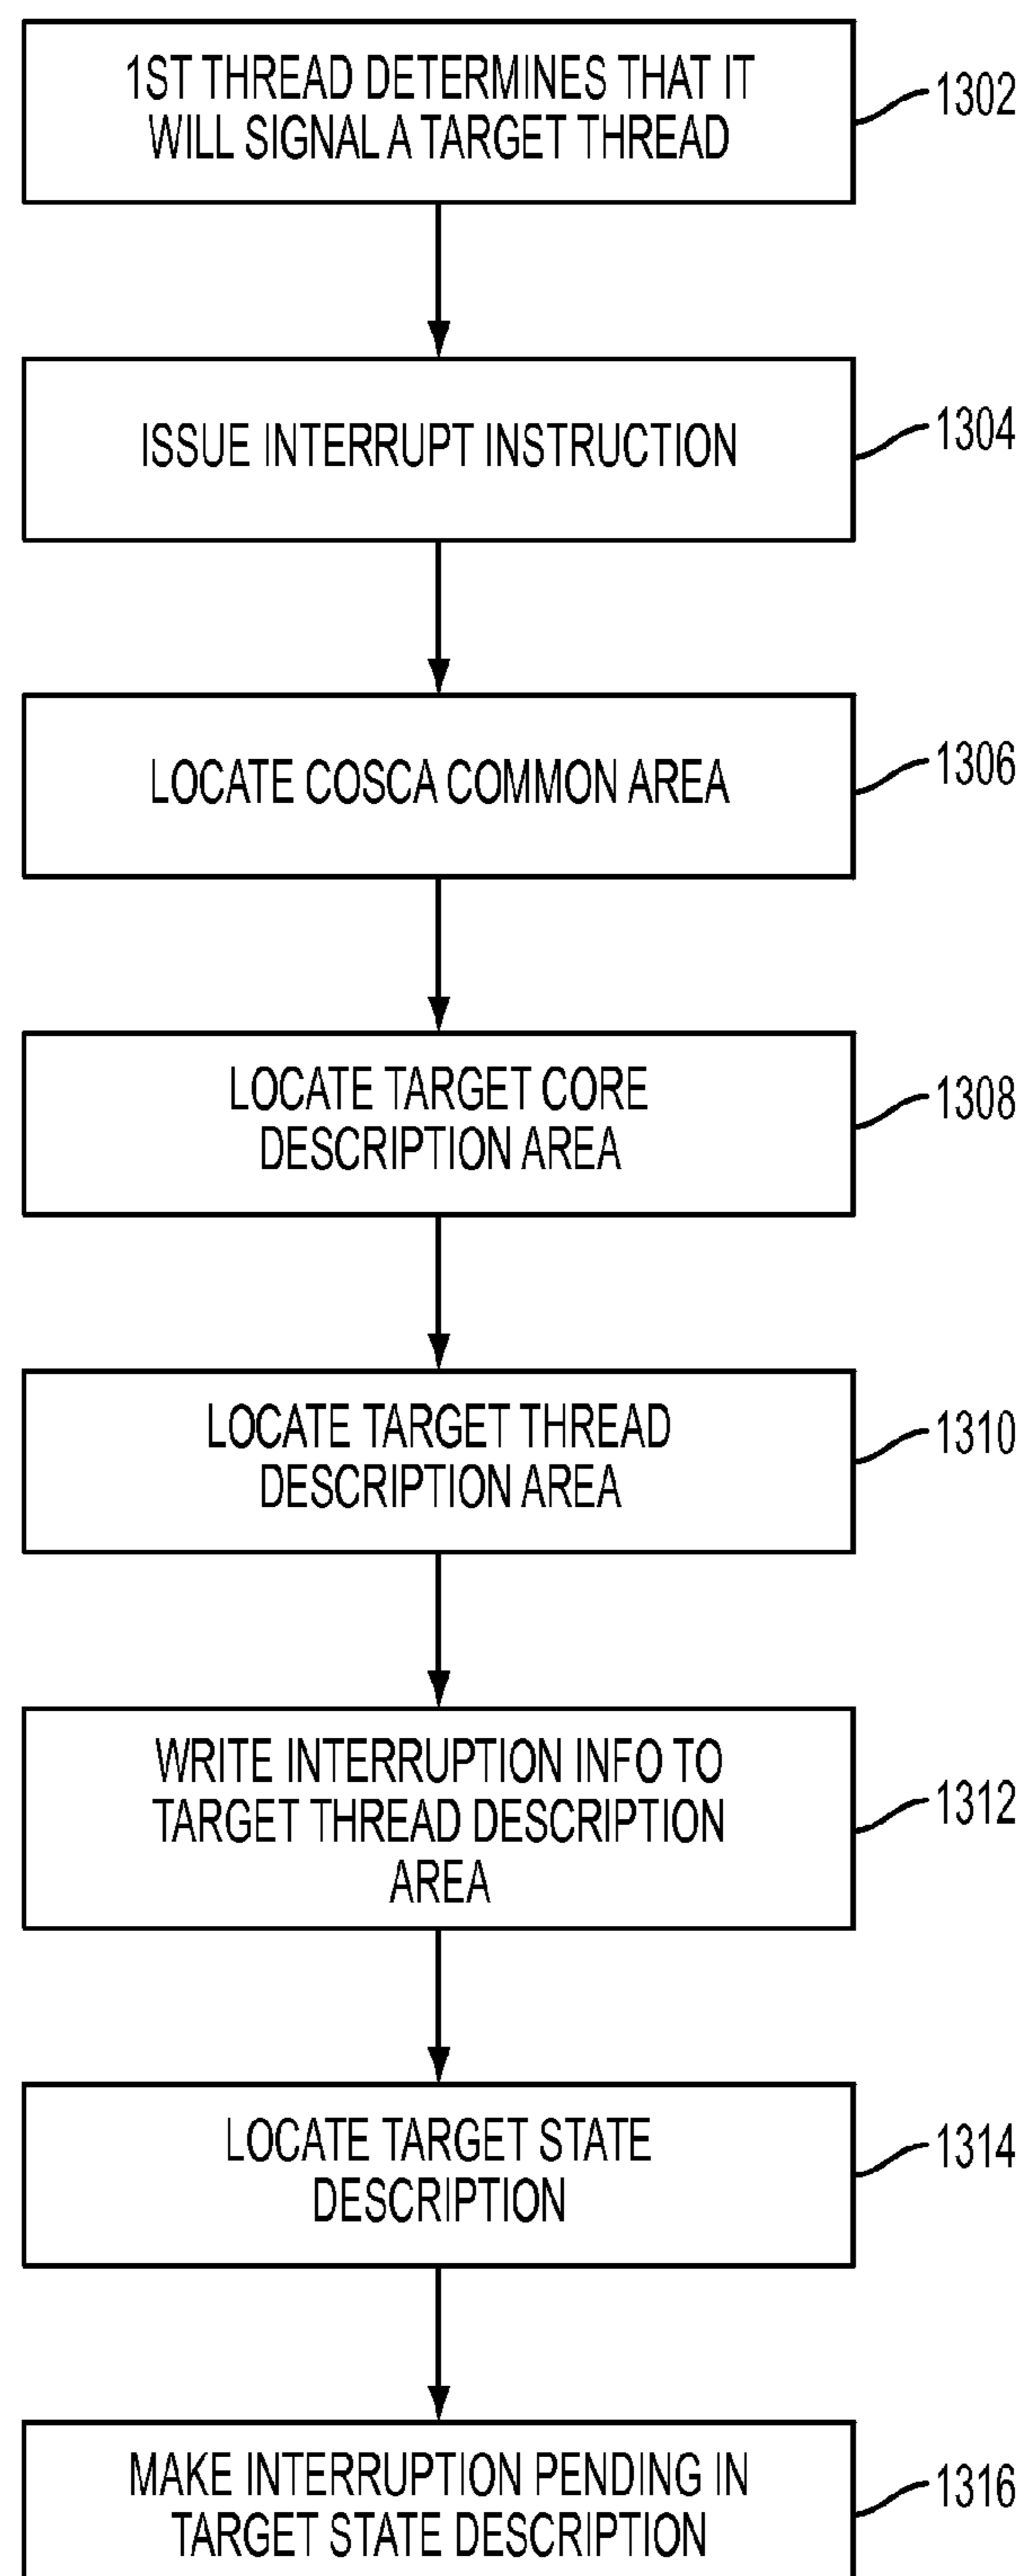 1ST THREAD DETERMINES THAT IT
WILL SIGNAL A TARGET THREAD
1302
ISSUE INTERRUPT INSTRUCTION
1304
LOCATE COSCA COMMON AREA
1306
LOCATE TARGET CORE
DESCRIPTION AREA
1308
LOCATE TARGET THREAD
DESCRIPTION AREA
1310
WRITE INTERRUPTION INFO TO
TARGET THREAD DESCRIPTION
AREA
1312
LOCATE TARGET STATE
DESCRIPTION
1314
MAKE INTERRUPTION PENDING IN
TARGET STATE DESCRIPTION
1316